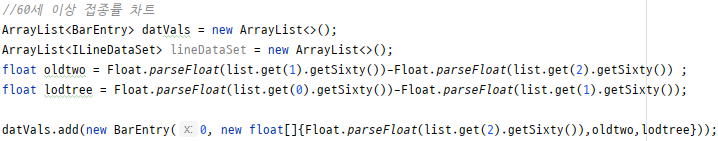 //60세 이상 접종률 차트
ArrayList<BarEntry> datVals = new ArrayList<>();
ArrayList<ILineDataSet> lineDataSet = new ArrayList<>();
float oldtwo = Float.parseFloat(list.get(1).getSixty())-Float.parseFloat(list.get(2).getSixty()) ;
float lodtree = Float.parseFloat(list.get(0).getSixty())-Float.parseFloat(list.get(1).getSixty());
datVals.add(new BarEntry( x: 0, new float[]{Float.parseFloat(list.get(2).getSixty()),oldtwo,lodtree}));